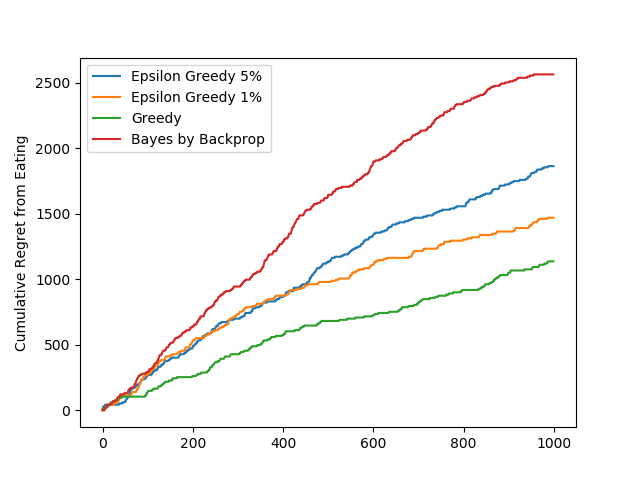 Epsilon Greedy 5%
Epsilon Greedy 1%
Greedy
Bayes by Backprop
Cumulative Regret from Eating
2500
2000
1500
1000
500
0
0 200 400 600 800 1000